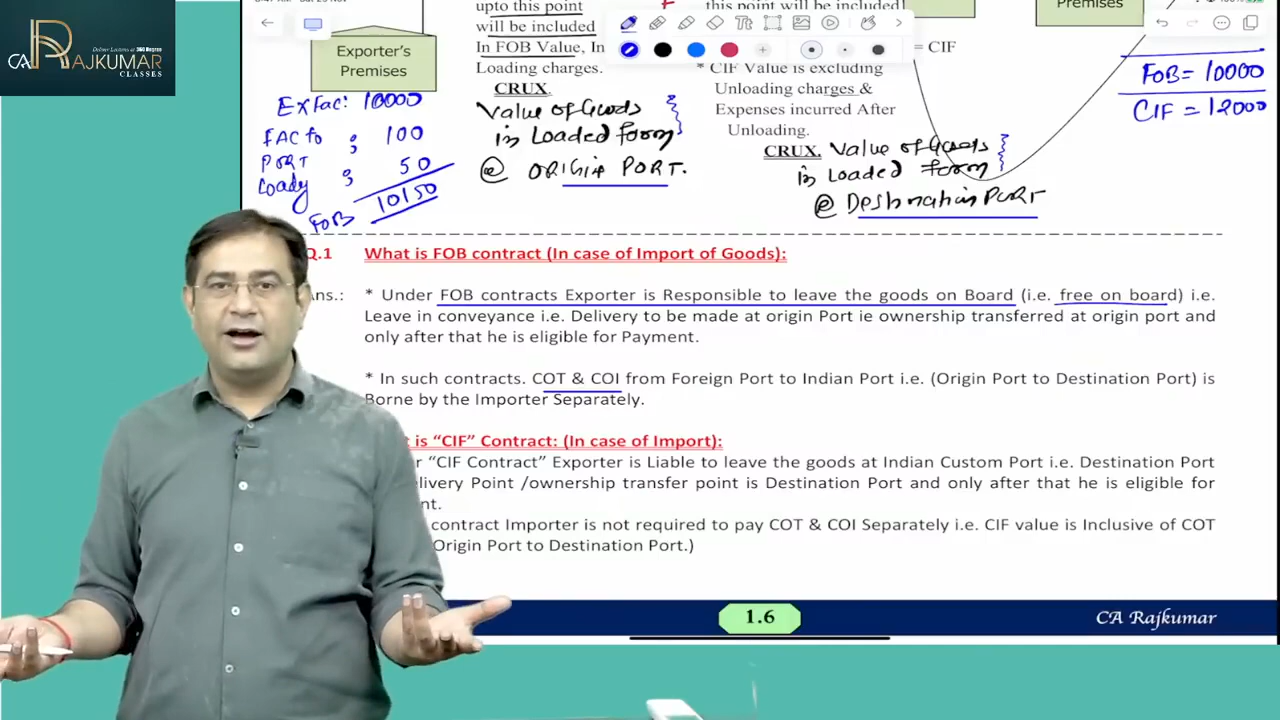 Deliver Lectures at 360 Degree
CA RAJKUMAR
CLASSES
upto this point
will be included
In FOB Value, In
Loading charges.
CRUX.
Value of Goods
in Loaded form
@ ORIGIN PORT.
this point will be included
= CIF
* CIF Value is excluding
Unloading charges &
Expenses incurred After
Unloading.
CRUX. Value of Goods
in Loaded form
@ Destination PORT
Premises
FOB = 10000
CIF = 12000
Exporter's
Premises
Ex Fac: 10000
FAC to : 100
PORT
Loady : 50
FOB 10150
Q.1 What is FOB contract (In case of Import of Goods):
Ans.: * Under FOB contracts Exporter is Responsible to leave the goods on Board (i.e. free on board) i.e.
Leave in conveyance i.e. Delivery to be made at origin Port ie ownership transferred at origin port and
only after that he is eligible for Payment.
* In such contracts. COT & COI from Foreign Port to Indian Port i.e. (Origin Port to Destination Port) is
Borne by the Importer Separately.
is "CIF" Contract: (In case of Import):
"CIF Contract" Exporter is Liable to leave the goods at Indian Custom Port i.e. Destination Port
elivery Point /ownership transfer point is Destination Port and only after that he is eligible for
nt.
contract Importer is not required to pay COT & COI Separately i.e. CIF value is Inclusive of COT
Origin Port to Destination Port.)
1.6
CA Rajkumar